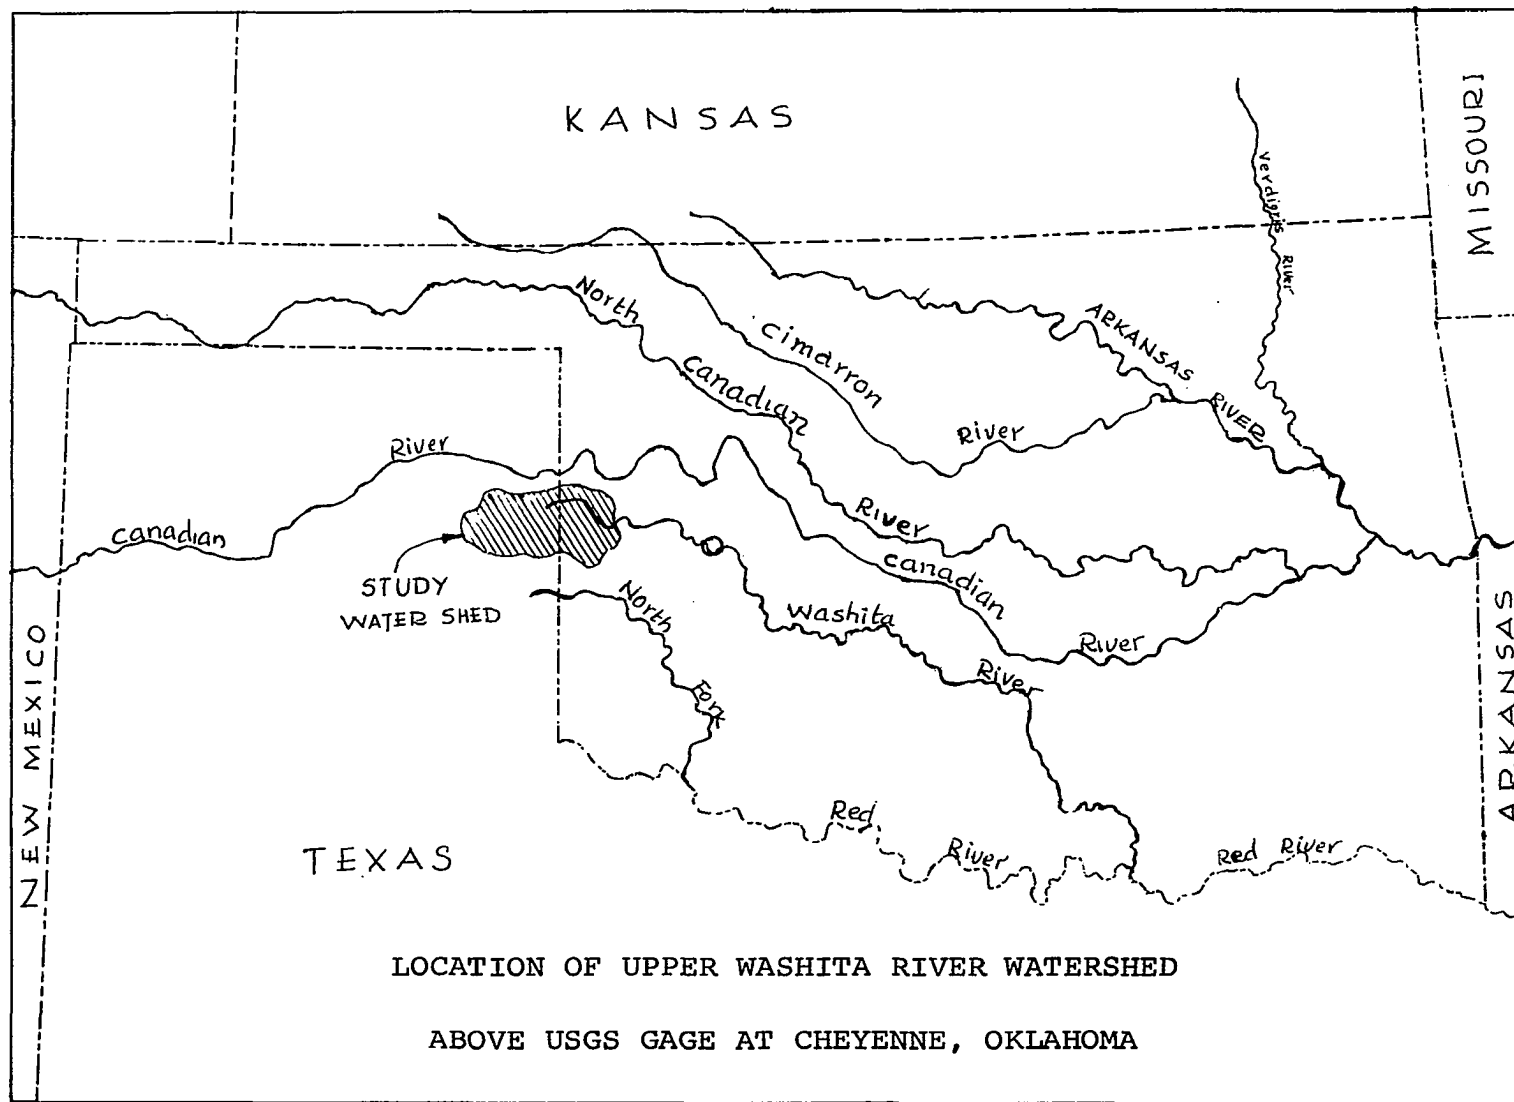 KANSAS
MISSOURI
Verdigris
River
North
Canadian
River
Cimarron
River
ARKANSAS
RIVER
River
Canadian
Canadian
River
STUDY
WATER SHED
North
Fork
Washita
River
NEW MEXICO
ARKANSAS
TEXAS
Red
River
Red River
LOCATION OF UPPER WASHITA RIVER WATERSHED
ABOVE USGS GAGE AT CHEYENNE, OKLAHOMA